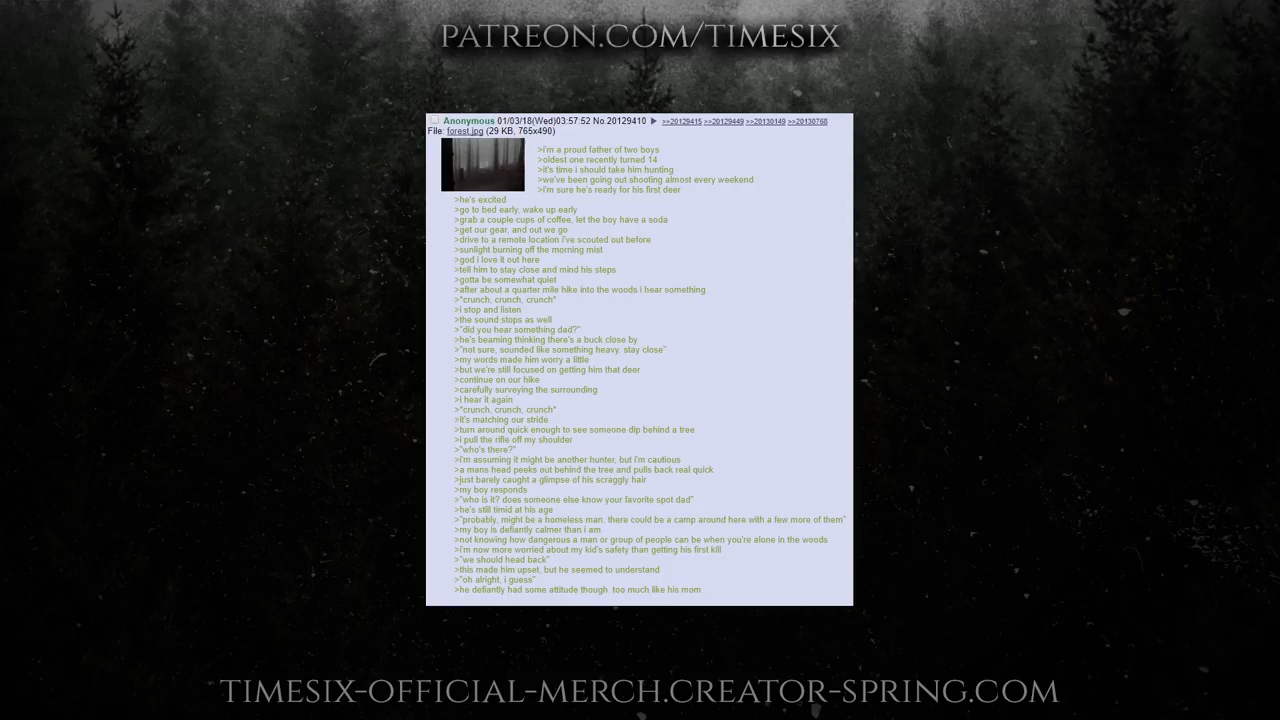 PATREON.COM/TIMESIX
Anonymous 01/03/18(Wed)03:57:52 No.20129410 ▶ >>20129415 >>20129449 >>20130149 >>20130768
File: forest.jpg (29 KB, 765x490)
>i'm a proud father of two boys
>oldest one recently turned 14
>it's time i should take him hunting
>we've been going out shooting almost every weekend
>i'm sure he's ready for his first deer
>he's excited
>go to bed early, wake up early
>grab a couple cups of coffee, let the boy have a soda
>get our gear, and out we go
>drive to a remote location i've scouted out before
>sunlight burning off the morning mist
>god i love it out here
>tell him to stay close and mind his steps
>gotta be somewhat quiet
>after about a quarter mile hike into the woods i hear something
>*crunch, crunch, crunch*
>i stop and listen
>the sound stops as well
>"did you hear something dad?"
>he's beaming thinking there's a buck close by
>"not sure, sounded like something heavy. stay close"
>my words made him worry a little
>but we're still focused on getting him that deer
>continue on our hike
>carefully surveying the surrounding
>i hear it again
>*crunch, crunch, crunch*
>it's matching our stride
>turn around quick enough to see someone dip behind a tree
>i pull the rifle off my shoulder
>"who's there?"
>i'm assuming it might be another hunter, but i'm cautious
>a mans head peeks out behind the tree and pulls back real quick
>just barely caught a glimpse of his scraggly hair
>my boy responds
>"who is it? does someone else know your favorite spot dad"
>he's still timid at his age
>"probably, might be a homeless man. there could be a camp around here with a few more of them"
>my boy is defiantly calmer than i am
>not knowing how dangerous a man or group of people can be when you're alone in the woods
>i'm now more worried about my kid's safety than getting his first kill
>"we should head back"
>this made him upset, but he seemed to understand
>"oh alright, i guess"
>he defiantly had some attitude though. too much like his mom
TIMESIX-OFFICIAL-MERCH.CREATOR-SPRING.COM